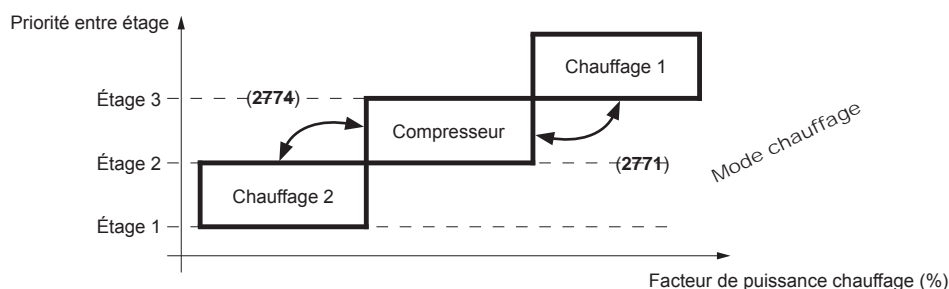 Priorité entre étage
Chauffage 1
Étage 3
(2774)
Compresseur
Mode chauffage
Étage 2
(2771)
Chauffage 2
Étage 1
Facteur de puissance chauffage (%)